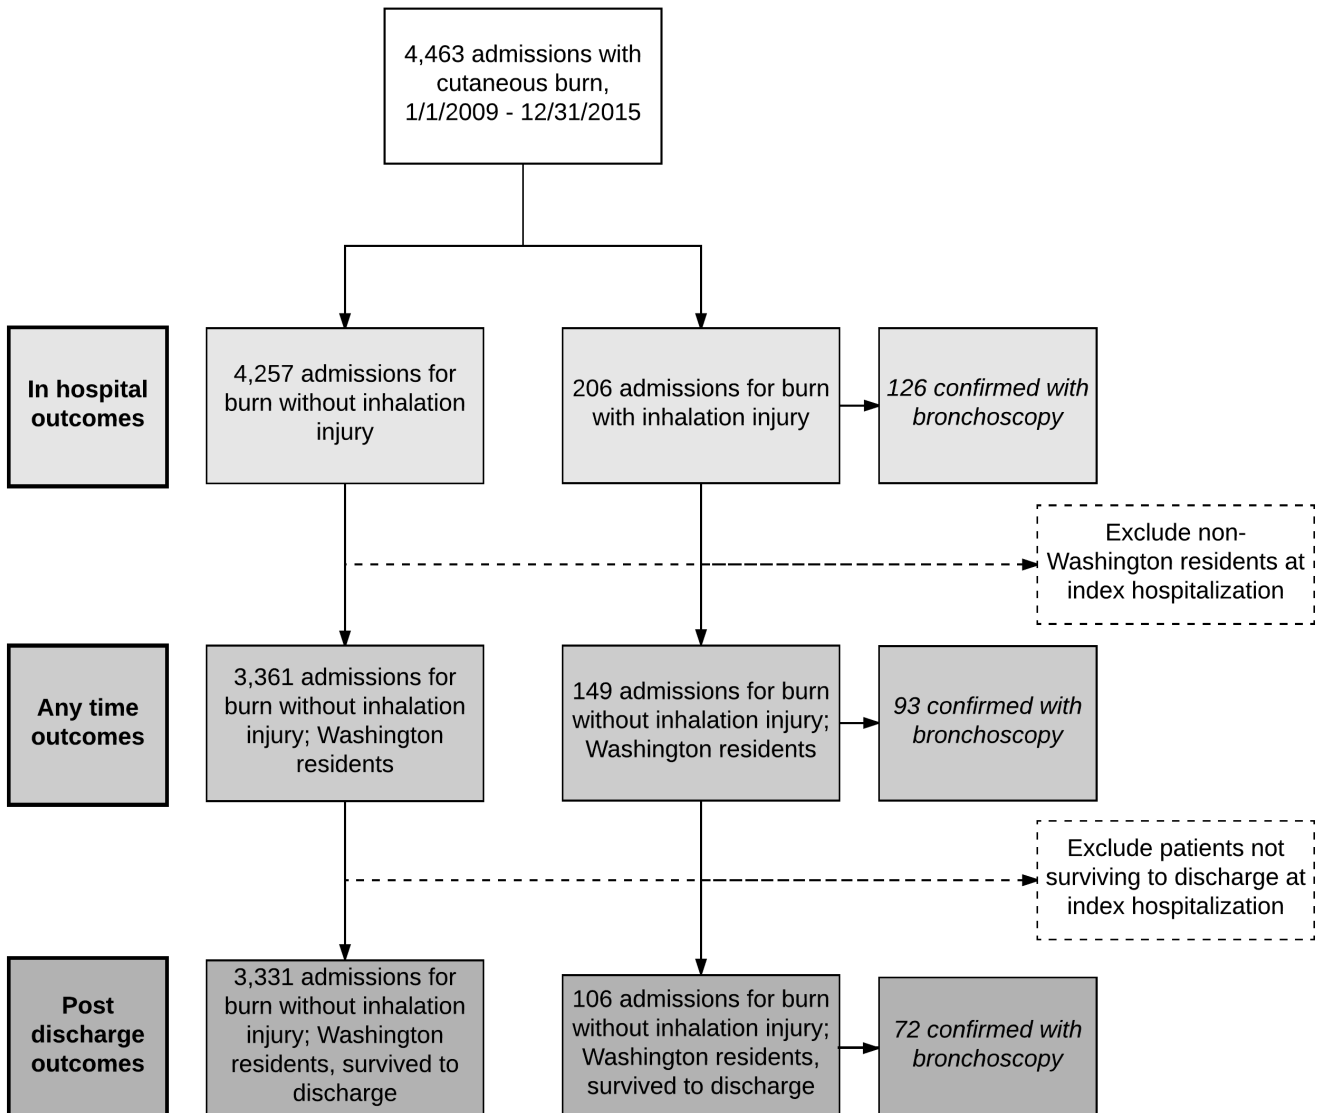 4,463 admissions with
cutaneous burn,
1/1/2009 - 12/31/2015
In hospital
outcomes
4,257 admissions for
burn without inhalation
injury
206 admissions for burn
with inhalation injury
126 confirmed with
bronchoscopy
Exclude non-
Washington residents at
index hospitalization
Any time
outcomes
3,361 admissions for
burn without inhalation
injury; Washington
residents
149 admissions for burn
without inhalation injury;
Washington residents
93 confirmed with
bronchoscopy
Exclude patients not
surviving to discharge at
index hospitalization
Post
discharge
outcomes
3,331 admissions for
burn without inhalation
injury; Washington
residents, survived to
discharge
106 admissions for burn
without inhalation injury;
Washington residents,
survived to discharge
72 confirmed with
bronchoscopy